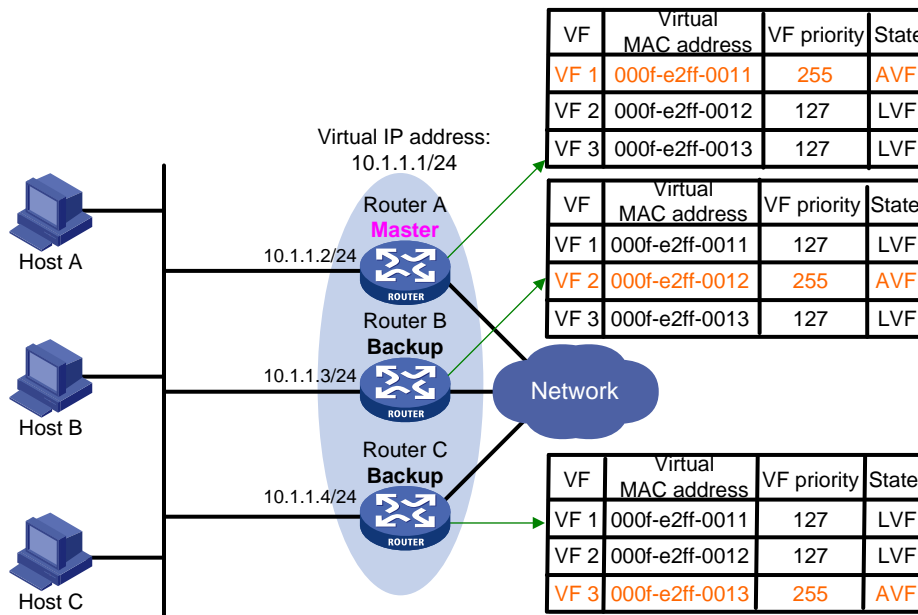 Virtual IP address:
10.1.1.1/24
Host A
Host B
Host C
10.1.1.2/24
Router A
Master
ROUTER
10.1.1.3/24
Router B
Backup
ROUTER
10.1.1.4/24
Router C
Backup
ROUTER
Network
VF Virtual MAC address VF priority State
VF 1 000f-e2ff-0011 255 AVF
VF 2 000f-e2ff-0012 127 LVF
VF 3 000f-e2ff-0013 127 LVF
VF Virtual MAC address VF priority State
VF 1 000f-e2ff-0011 127 LVF
VF 2 000f-e2ff-0012 255 AVF
VF 3 000f-e2ff-0013 127 LVF
VF Virtual MAC address VF priority State
VF 1 000f-e2ff-0011 127 LVF
VF 2 000f-e2ff-0012 127 LVF
VF 3 000f-e2ff-0013 255 AVF